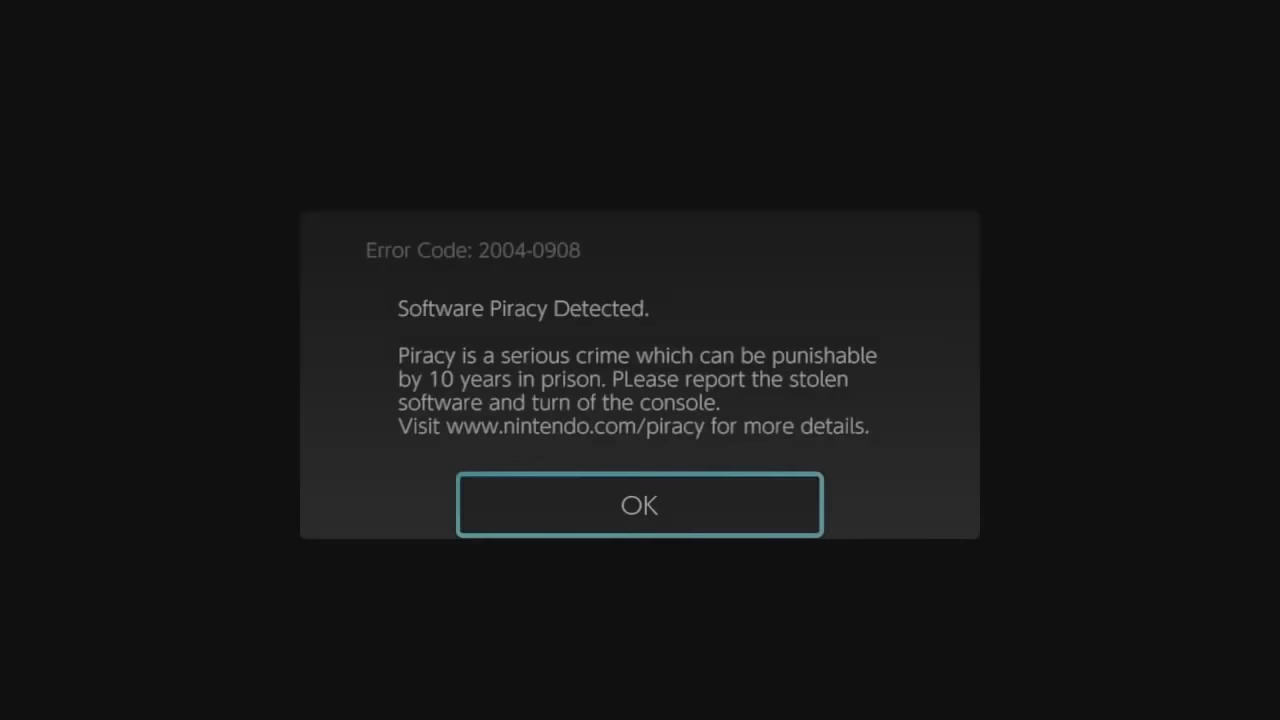 Error Code: 2004-0908
Software Piracy Detected.
Piracy is a serious crime which can be punishable
by 10 years in prison. PLease report the stolen
software and turn of the console.
Visit www.nintendo.com/piracy for more details.
OK